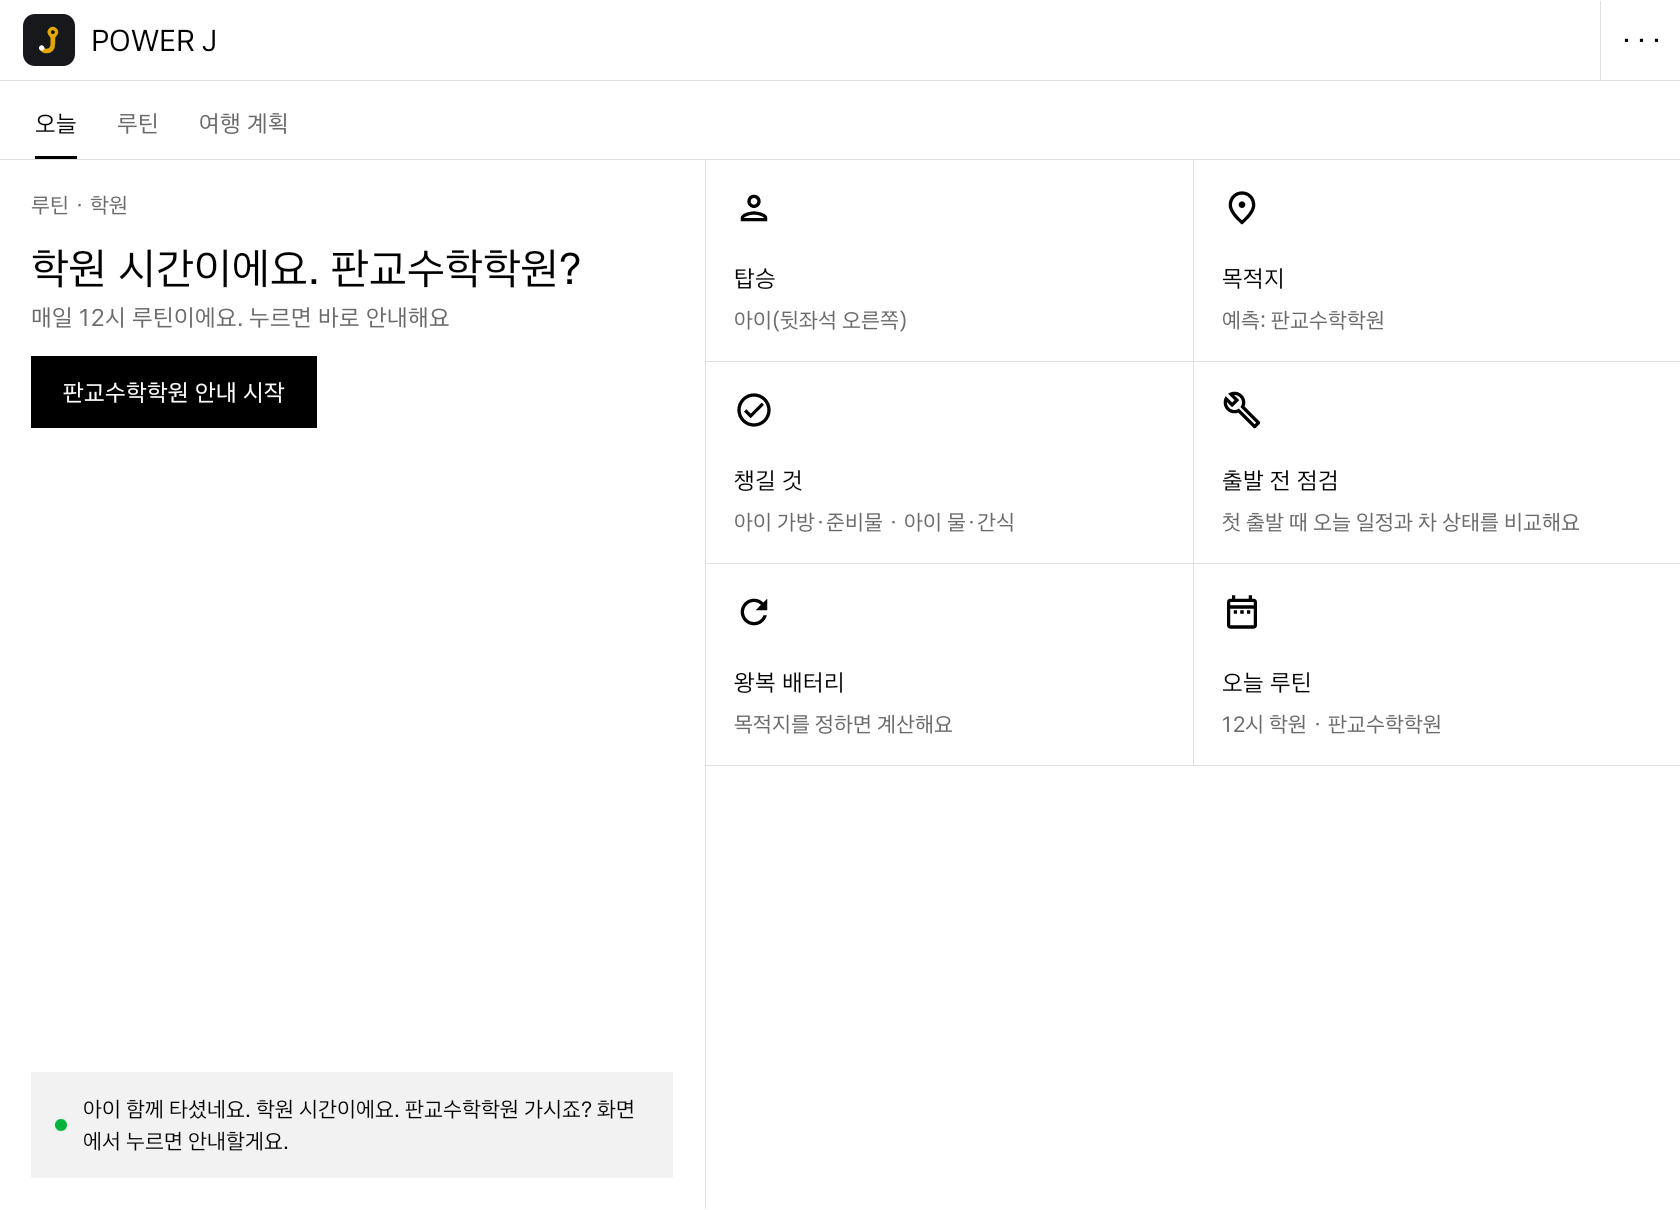 POWER J
· · ·
오늘
루틴
여행 계획
루틴 · 학원
학원 시간이에요. 판교수학학원?
매일 12시 루틴이에요. 누르면 바로 안내해요
판교수학학원 안내 시작
아이 함께 타셨네요. 학원 시간이에요. 판교수학학원 가시죠? 화면
에서 누르면 안내할게요.
탑승
아이(뒷좌석 오른쪽)
목적지
예측: 판교수학학원
챙길 것
아이 가방·준비물 · 아이 물·간식
출발 전 점검
첫 출발 때 오늘 일정과 차 상태를 비교해요
왕복 배터리
목적지를 정하면 계산해요
오늘 루틴
12시 학원 · 판교수학학원